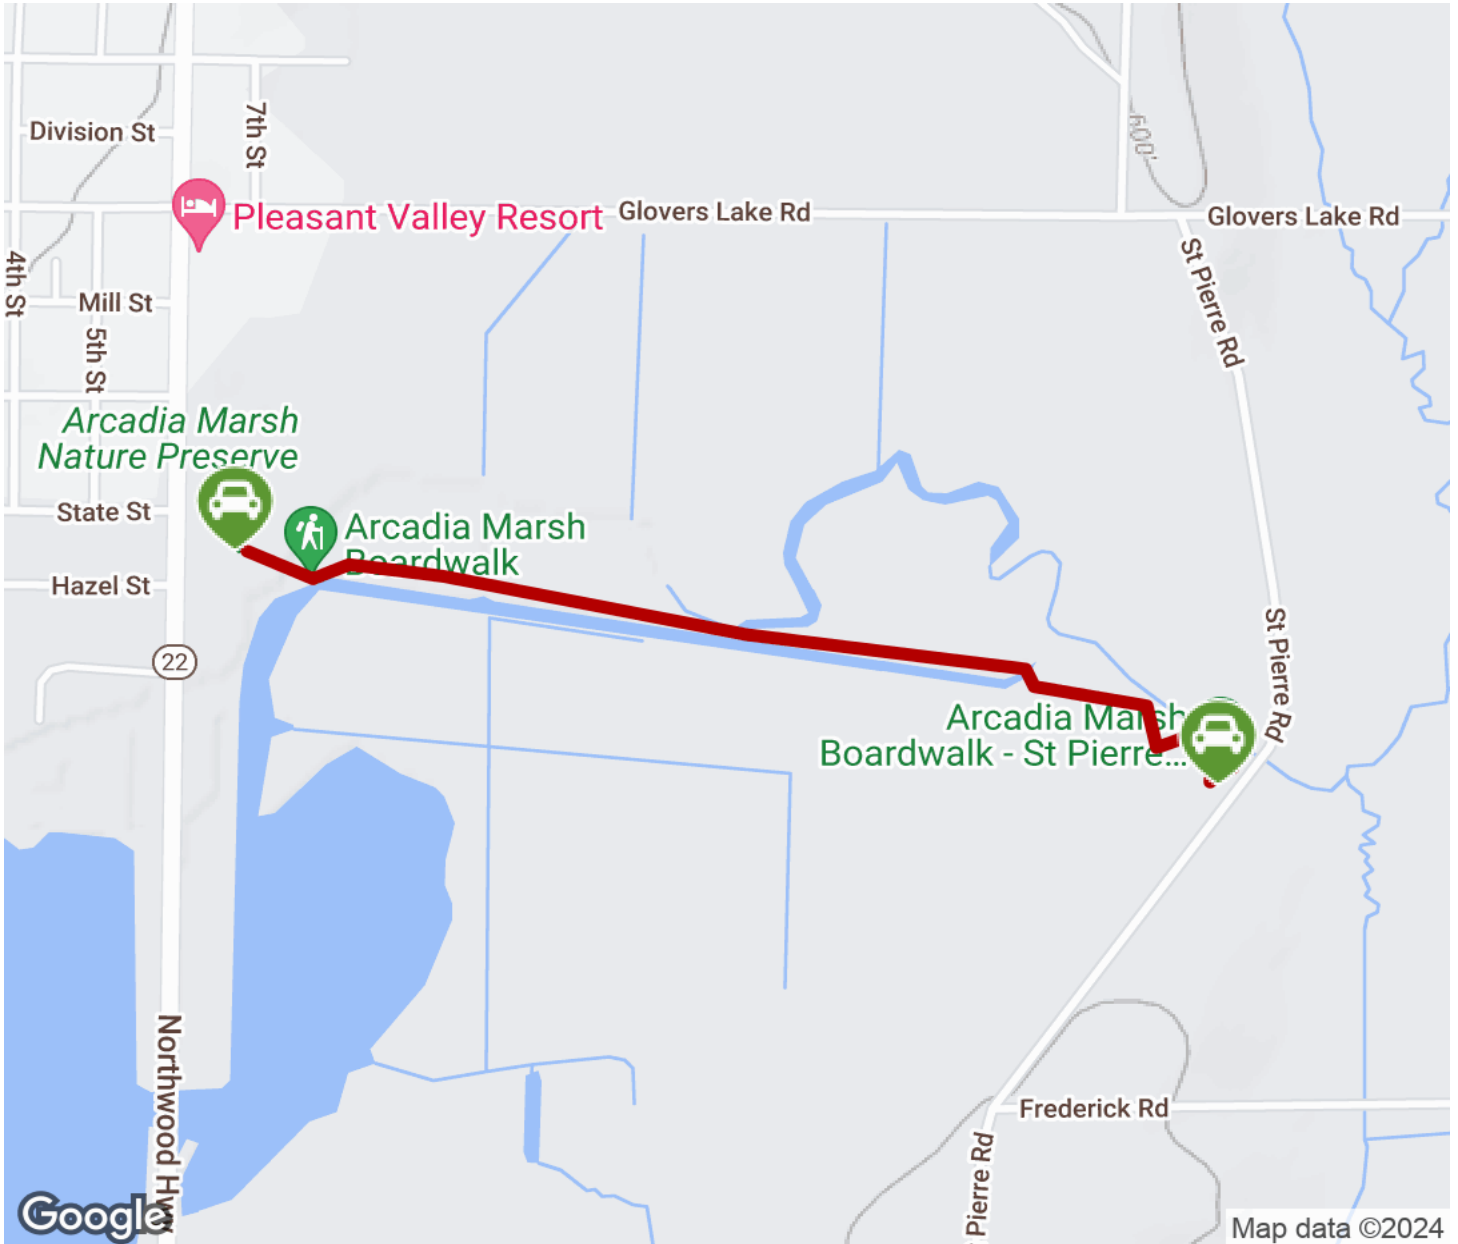 Division St
7th St
Pleasant Valley Resort
Glovers Lake Rd
Glovers Lake Rd
600'
St Pierre Rd
4th St
Mill St
5th St
Arcadia Marsh
Nature Preserve
State St
Arcadia Marsh
Boardwalk
Hazel St
22
St Pierre Rd
Arcadia Marsh
Boardwalk - St Pierre...
Northwood Hwy
Frederick Rd
Pierre Rd
Google
Map data ©2024